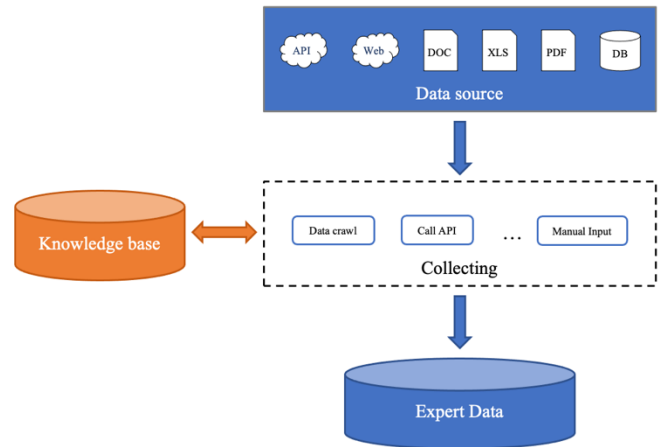 API
Web
DOC
XLS
PDF
DB
Data source
Knowledge base
Data crawl
Call API
...
Manual Input
Collecting
Expert Data